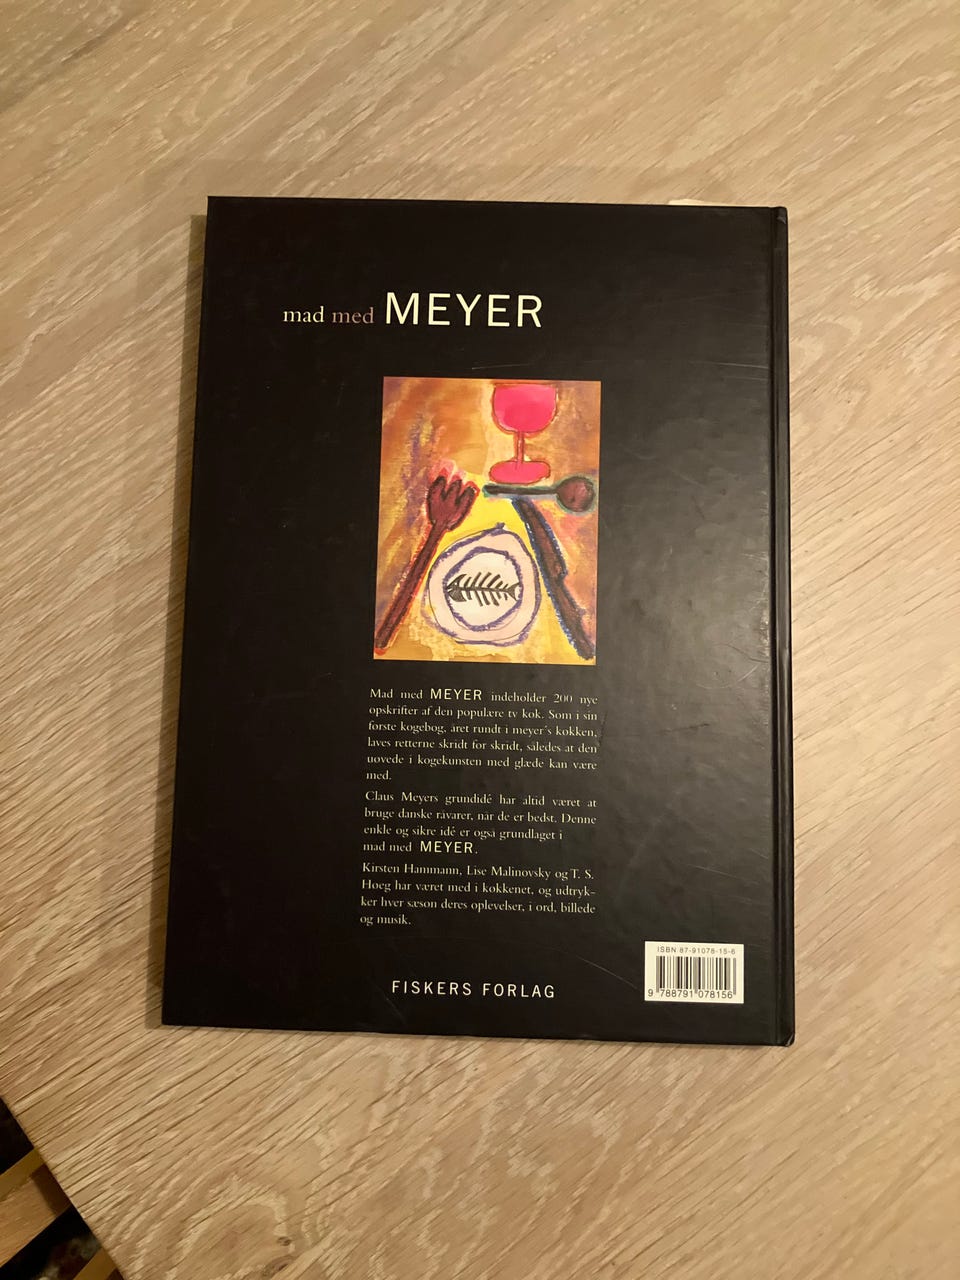 mad med MEYER
Mad med MEYER indeholder 200 nye
opskrifter af den populære tv kok. Som i sin
første kogebog, året rundt i meyer's køkken,
laves retterne skridt for skridt, således at den
uøvede i kogekunsten med glæde kan være
med.
Claus Meyers grundidé har altid været at
bruge danske råvarer, når de er bedst. Denne
enkle og sikre idé er også grundlaget i
mad med MEYER.
Kirsten Hammann, Lise Malinovsky og T. S.
Høeg har været med i køkkenet, og udtryk-
ker hver sæson deres oplevelser, i ord, billede
og musik.
FISKERS FORLAG
ISBN 87-91078-15-6
9 788791 078156